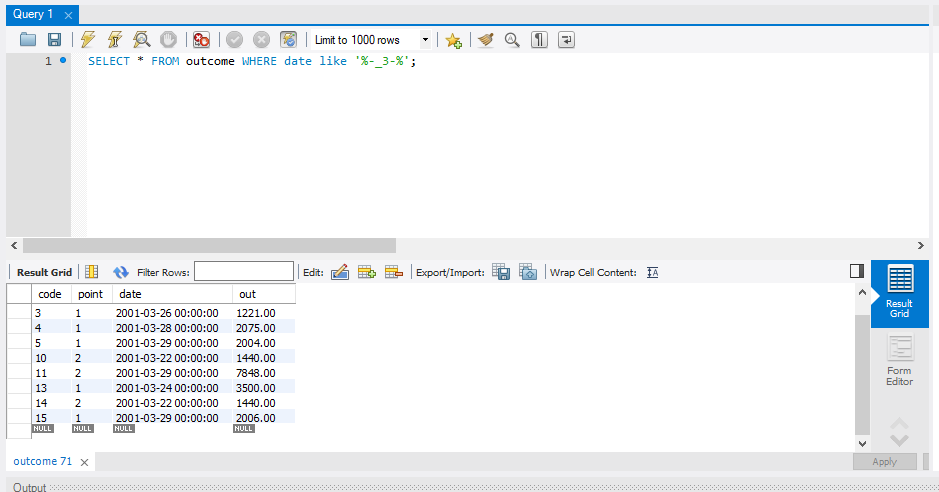 Query 1
Limit to 1000 rows
1 SELECT * FROM outcome WHERE date like '%-_3-%';
Result Grid Filter Rows: Edit: Export/Import: Wrap Cell Content: IA
code point date out
3 1 2001-03-26 00:00:00 1221.00
4 1 2001-03-28 00:00:00 2075.00
5 1 2001-03-29 00:00:00 2004.00
10 2 2001-03-22 00:00:00 1440.00
11 2 2001-03-29 00:00:00 7848.00
13 1 2001-03-24 00:00:00 3500.00
14 2 2001-03-22 00:00:00 1440.00
15 1 2001-03-29 00:00:00 2006.00
NULL NULL NULL NULL
Result
Grid
Form
Editor
outcome 71 Apply
Output